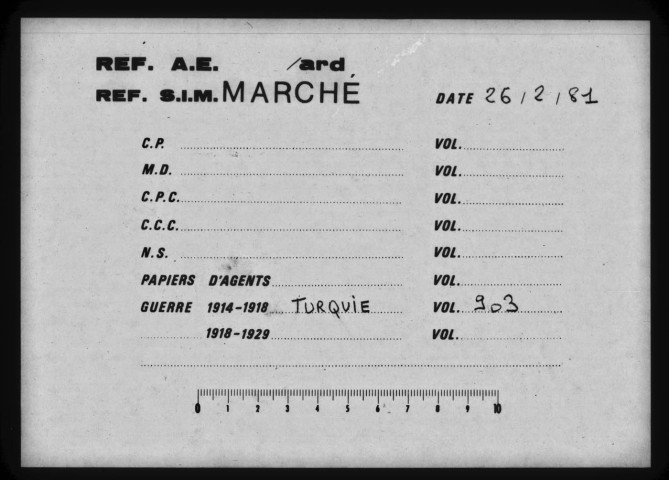 REF. A.E. /ard
REF. S.I.M. MARCHÉ DATE 26/2/81
C.P. VOL.
M.D. VOL.
C.P.C. VOL.
C.C.C. VOL.
N.S. VOL.
PAPIERS D'AGENTS VOL.
GUERRE 1914-1918 TURQUIE VOL. 903
1918-1929 VOL.
0 1 2 3 4 5 6 7 8 9 10